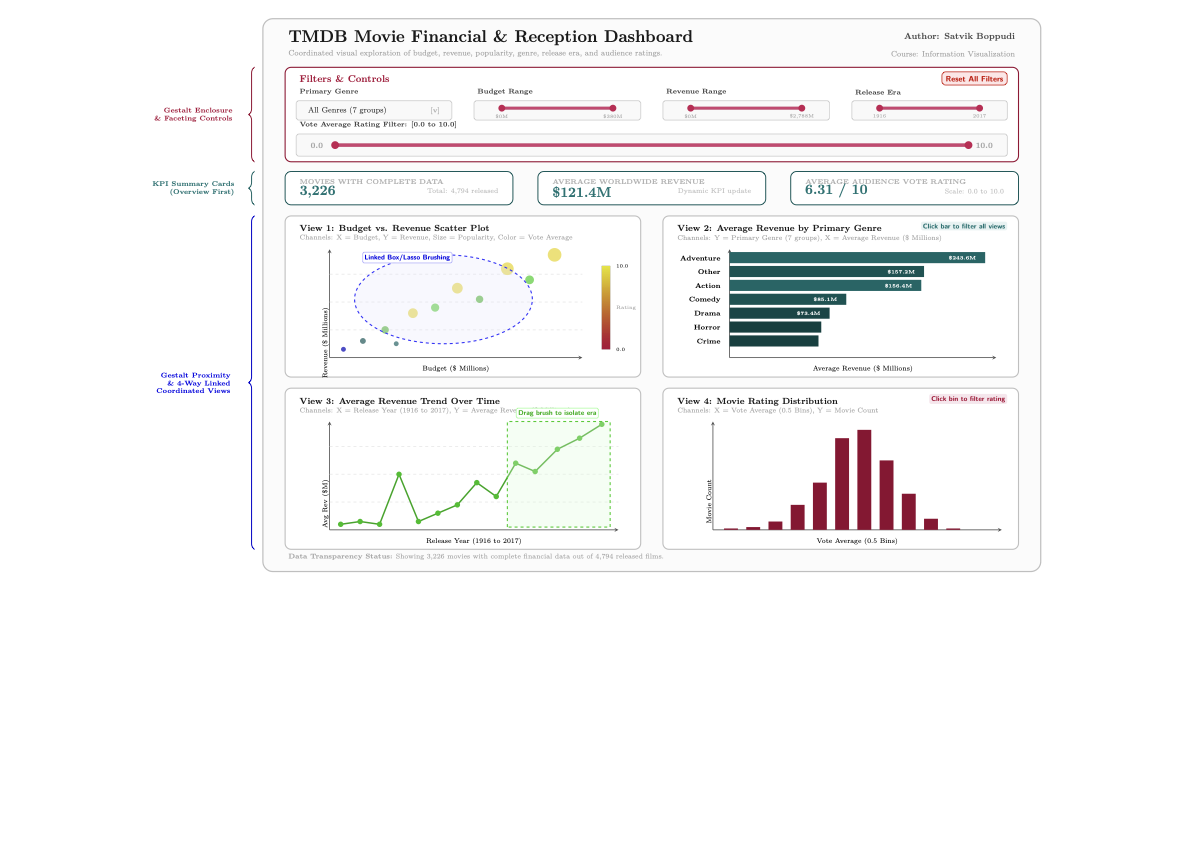 TMDB Movie Financial & Reception Dashboard
Author: Satvik Boppudi
Coordinated visual exploration of budget, revenue, popularity, genre, release era, and audience ratings.
Course: Information Visualization
Gestalt Enclosure
& Faceting Controls
Filters & Controls
Reset All Filters
Primary Genre
Budget Range
Revenue Range
Release Era
All Genres (7 groups)
[v]
$0M
$380M
$0M
$2,788M
1916
2017
Vote Average Rating Filter: [0.0 to 10.0]
0.0
10.0
KPI Summary Cards
(Overview First)
MOVIES WITH COMPLETE DATA
3,226
Total: 4,794 released
AVERAGE WORLDWIDE REVENUE
$121.4M
Dynamic KPI update
AVERAGE AUDIENCE VOTE RATING
6.31 / 10
Scale: 0.0 to 10.0
Gestalt Proximity
& 4-Way Linked
Coordinated Views
View 1: Budget vs. Revenue Scatter Plot
Channels: X = Budget, Y = Revenue, Size = Popularity, Color = Vote Average
Linked Box/Lasso Brushing
10.0
Rating
0.0
Revenue ($ Millions)
Budget ($ Millions)
View 2: Average Revenue by Primary Genre
Click bar to filter all views
Channels: Y = Primary Genre (7 groups), X = Average Revenue ($ Millions)
Adventure
$243.6M
Other
$157.2M
Action
$156.4M
Comedy
$85.1M
Drama
$73.4M
Horror
Crime
Average Revenue ($ Millions)
View 3: Average Revenue Trend Over Time
Channels: X = Release Year (1916 to 2017), Y = Average Reve
Drag brush to isolate era
Avg Rev ($M)
Release Year (1916 to 2017)
View 4: Movie Rating Distribution
Click bin to filter rating
Channels: X = Vote Average (0.5 Bins), Y = Movie Count
Movie Count
Vote Average (0.5 Bins)
Data Transparency Status: Showing 3,226 movies with complete financial data out of 4,794 released films.